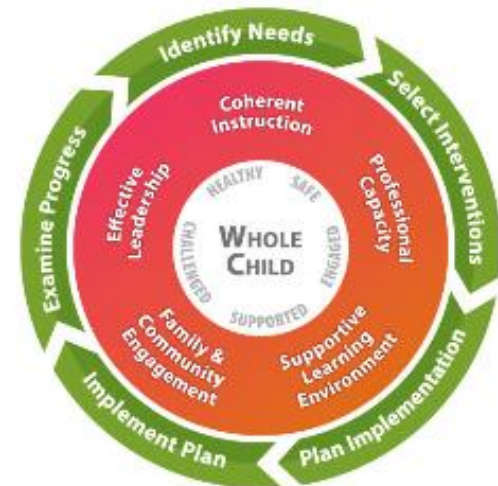 Identify Needs
Select Interventions
Plan Implementation
Implement Plan
Examine Progress
Coherent
Instruction
Professional
Capacity
Supportive
Learning
Environment
Family &
Community
Engagement
Effective
Leadership
HEALTHY
SAFE
ENGAGED
SUPPORTED
CHALLENGED
WHOLE
CHILD